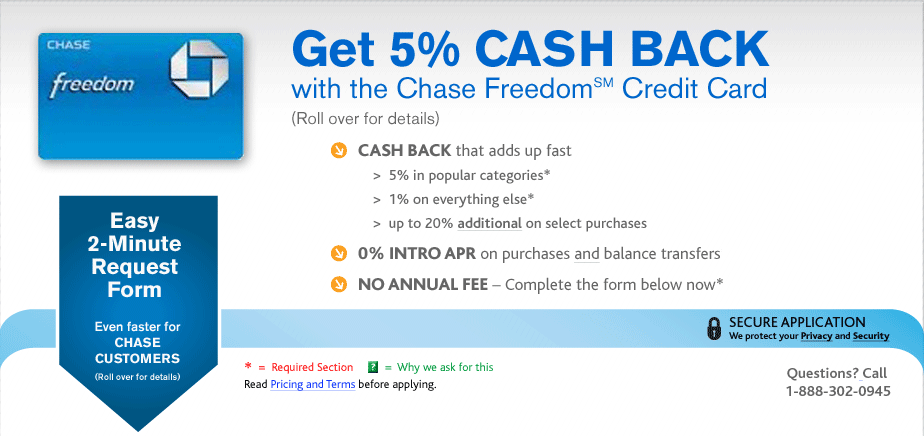 CHASE
freedom
Get 5% CASH BACK
with the Chase Freedom℠ Credit Card
(Roll over for details)
CASH BACK that adds up fast
> 5% in popular categories*
> 1% on everything else*
> up to 20% additional on select purchases
0% INTRO APR on purchases and balance transfers
NO ANNUAL FEE – Complete the form below now*
Easy
2-Minute
Request
Form
Even faster for
CHASE
CUSTOMERS
(Roll over for details)
SECURE APPLICATION
We protect your Privacy and Security
* = Required Section ? = Why we ask for this
Read Pricing and Terms before applying.
Questions? Call
1-888-302-0945